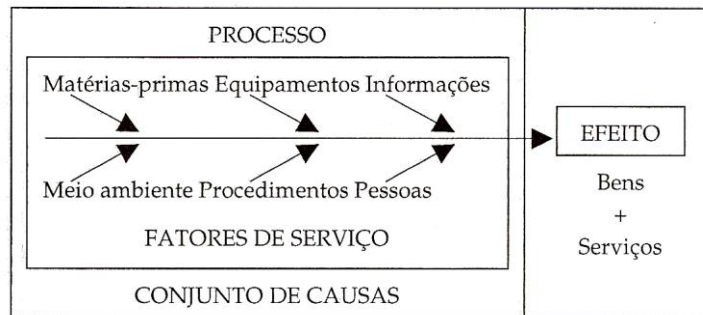 PROCESSO
Matérias-primas Equipamentos Informações
Meio ambiente Procedimentos Pessoas
FATORES DE SERVIÇO
CONJUNTO DE CAUSAS
EFEITO
Bens
+
Serviços